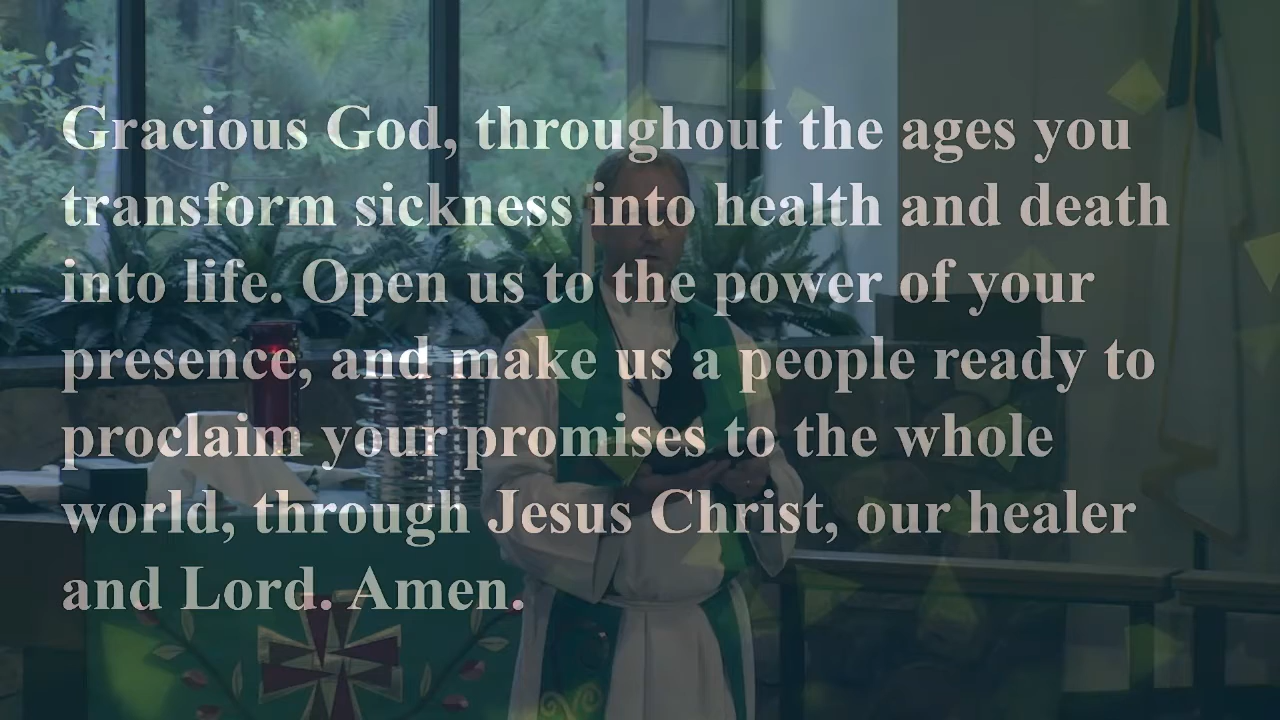 Gracious God, throughout the ages you
transform sickness into health and death
into life. Open us to the power of your
presence, and make us a people ready to
proclaim your promises to the whole
world, through Jesus Christ, our healer
and Lord. Amen.